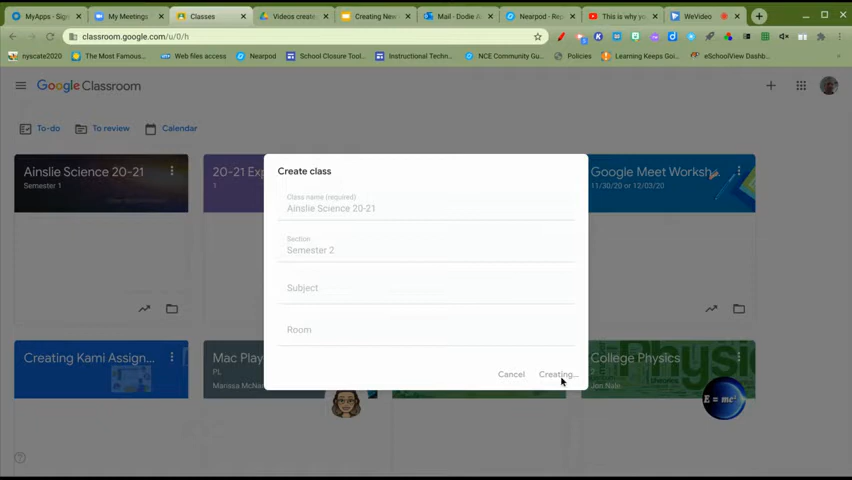 MyApps - Sig
My Meetings
Classes
Videos create
Creating New
Mail - Dodie A
Nearpod - Rep
This is why y
WeVideo
classroom.google.com/u/0/h
nyscate2020
The Most Famous...
Web files access
Nearpod
School Closure Tool...
Instructional Techn...
NCE Community Gu...
Policies
Learning Keeps Goi...
eSchoolView Dashb...
Google Classroom
To-do
To review
Calendar
Ainslie Science 20-21
Semester 1
20-21 Exp
1
Google Meet Worksh...
11/30/20 or 12/03/20
Create class
Class name (required)
Ainslie Science 20-21
Section
Semester 2
Subject
Room
Cancel
Creating...
Creating Kami Assign...
Mac Play
PL
Mariasa McNa
College Physics
2
Jon Nale
E = mc²